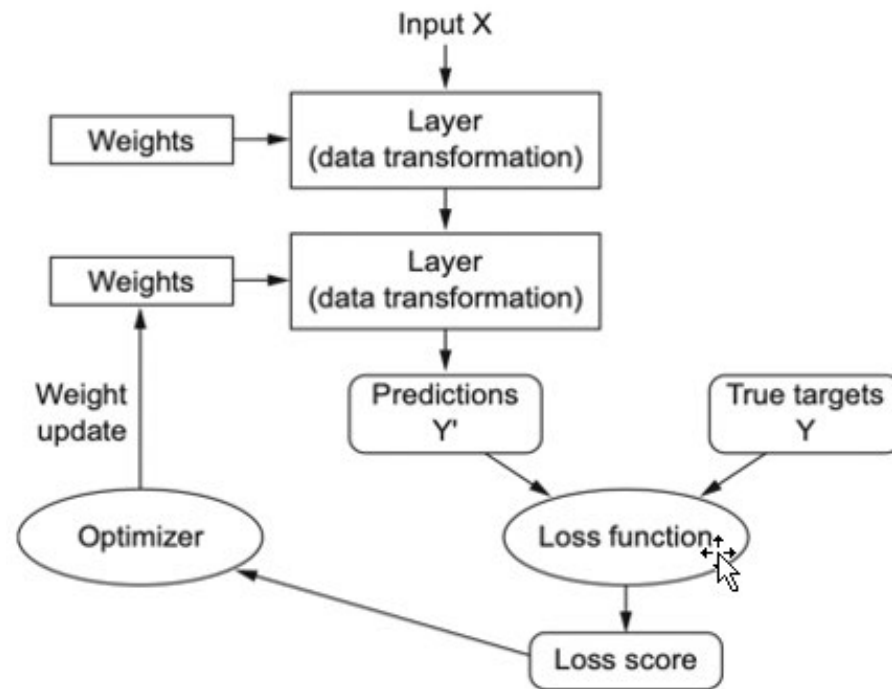 Input X
Weights
Layer
(data transformation)
Weights
Layer
(data transformation)
Weight
update
Predictions
Y'
True targets
Y
Optimizer
Loss function
Loss score